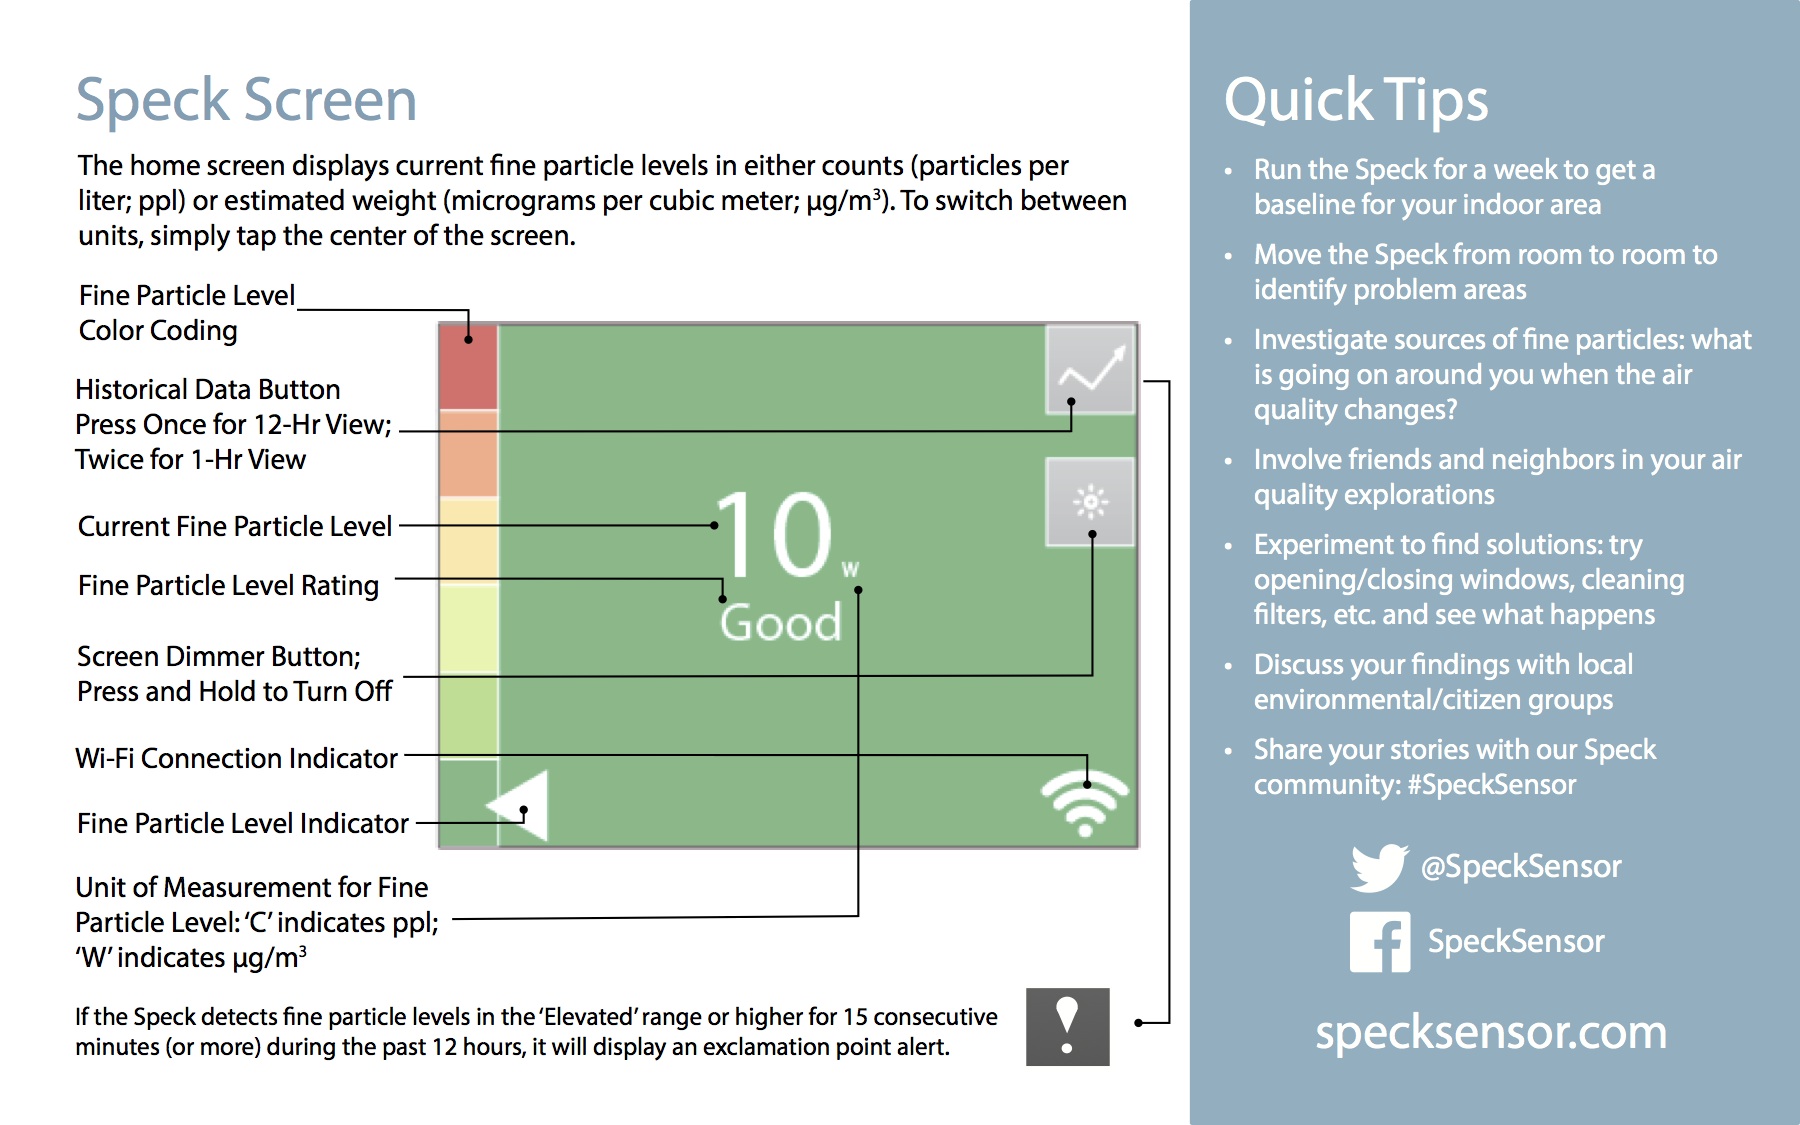 Speck Screen
The home screen displays current fine particle levels in either counts (particles per
liter; ppl) or estimated weight (micrograms per cubic meter; µg/m³). To switch between
units, simply tap the center of the screen.
Fine Particle Level
Color Coding
Historical Data Button
Press Once for 12-Hr View;
Twice for 1-Hr View
Current Fine Particle Level
Fine Particle Level Rating
Screen Dimmer Button;
Press and Hold to Turn Off
Wi-Fi Connection Indicator
Fine Particle Level Indicator
Unit of Measurement for Fine
Particle Level: ‘C’ indicates ppl;
‘W’ indicates µg/m³
10 w
Good
If the Speck detects fine particle levels in the ‘Elevated’ range or higher for 15 consecutive
minutes (or more) during the past 12 hours, it will display an exclamation point alert.
!
Quick Tips
• Run the Speck for a week to get a
baseline for your indoor area
• Move the Speck from room to room to
identify problem areas
• Investigate sources of fine particles: what
is going on around you when the air
quality changes?
• Involve friends and neighbors in your air
quality explorations
• Experiment to find solutions: try
opening/closing windows, cleaning
filters, etc. and see what happens
• Discuss your findings with local
environmental/citizen groups
• Share your stories with our Speck
community: #SpeckSensor
@SpeckSensor
f SpeckSensor
specksensor.com